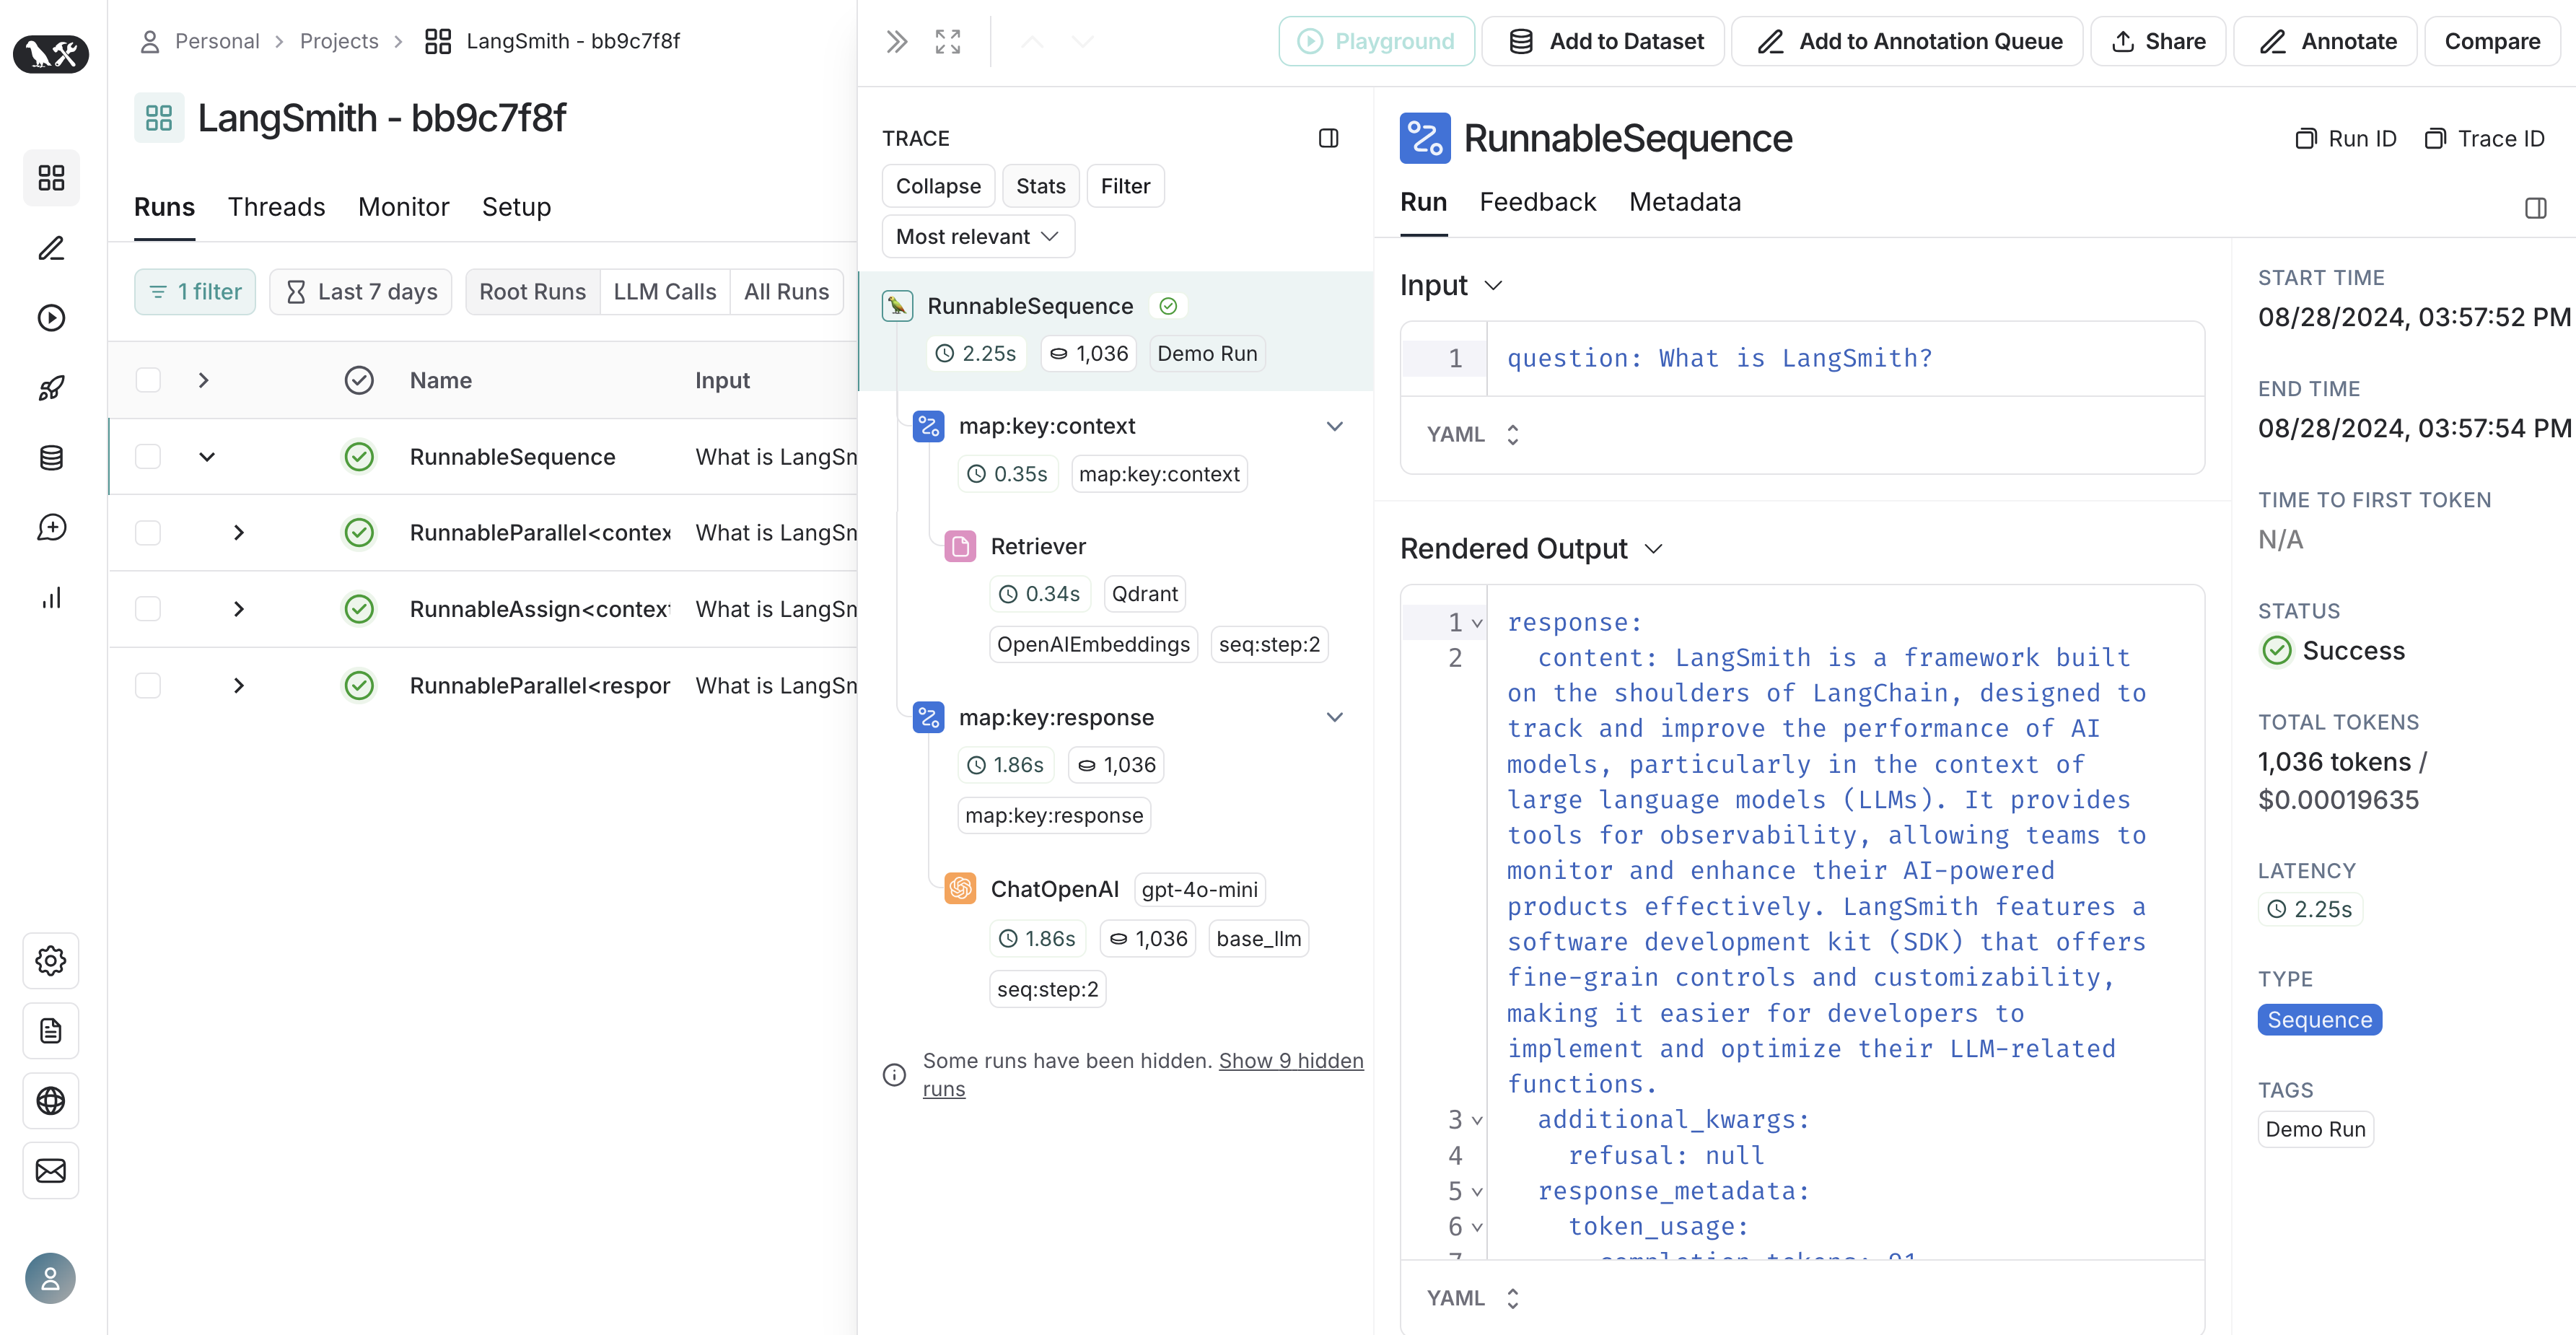 Personal > Projects > LangSmith - bb9c7f8f
LangSmith - bb9c7f8f
Runs Threads Monitor Setup
1 filter Last 7 days Root Runs LLM Calls All Runs
Name Input
RunnableSequence What is LangSm
RunnableParallel<contex What is LangSm
RunnableAssign<context What is LangSm
RunnableParallel<respor What is LangSm
Playground Add to Dataset Add to Annotation Queue Share Annotate Compare
TRACE
Collapse Stats Filter
Most relevant
RunnableSequence
2.25s 1,036 Demo Run
map:key:context
0.35s map:key:context
Retriever
0.34s Qdrant
OpenAIEmbeddings seq:step:2
map:key:response
1.86s 1,036
map:key:response
ChatOpenAI gpt-4o-mini
1.86s 1,036 base_llm
seq:step:2
Some runs have been hidden. Show 9 hidden
runs
RunnableSequence
Run ID Trace ID
Run Feedback Metadata
Input
1 question: What is LangSmith?
YAML
Rendered Output
1 response:
2 content: LangSmith is a framework built
on the shoulders of LangChain, designed to
track and improve the performance of AI
models, particularly in the context of
large language models (LLMs). It provides
tools for observability, allowing teams to
monitor and enhance their AI-powered
products effectively. LangSmith features a
software development kit (SDK) that offers
fine-grain controls and customizability,
making it easier for developers to
implement and optimize their LLM-related
functions.
3 additional_kwargs:
4 refusal: null
5 response_metadata:
6 token_usage:
7 completion_tokens: 91
YAML
START TIME
08/28/2024, 03:57:52 PM
END TIME
08/28/2024, 03:57:54 PM
TIME TO FIRST TOKEN
N/A
STATUS
Success
TOTAL TOKENS
1,036 tokens /
$0.00019635
LATENCY
2.25s
TYPE
Sequence
TAGS
Demo Run